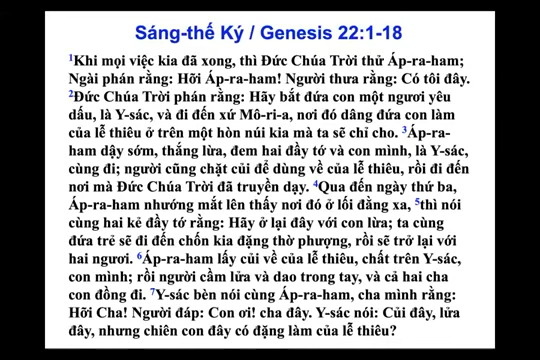 Sáng-thế Ký / Genesis 22:1-18
1Khi mọi việc kia đã xong, thì Đức Chúa Trời thử Áp-ra-ham;
Ngài phán rằng: Hỡi Áp-ra-ham! Người thưa rằng: Có tôi đây.
2Đức Chúa Trời phán rằng: Hãy bắt đứa con một ngươi yêu
dấu, là Y-sác, và đi đến xứ Mô-ri-a, nơi đó dâng đứa con làm
của lễ thiêu ở trên một hòn núi kia mà ta sẽ chỉ cho. 3Áp-ra-
ham dậy sớm, thắng lừa, đem hai đầy tớ và con mình, là Y-sác,
cùng đi; người cũng chặt củi để dùng về của lễ thiêu, rồi đi đến
nơi mà Đức Chúa Trời đã truyền dạy. 4Qua đến ngày thứ ba,
Áp-ra-ham nhướng mắt lên thấy nơi đó ở lối đằng xa, 5thì nói
cùng hai kẻ đầy tớ rằng: Hãy ở lại đây với con lừa; ta cùng
đứa trẻ sẽ đi đến chốn kia đặng thờ phượng, rồi sẽ trở lại với
hai ngươi. 6Áp-ra-ham lấy củi về của lễ thiêu, chất trên Y-sác,
con mình; rồi người cầm lửa và dao trong tay, và cả hai cha
con đồng đi. 7Y-sác bèn nói cùng Áp-ra-ham, cha mình rằng:
Hỡi Cha! Người đáp: Con ơi! cha đây. Y-sác nói: Củi đây, lửa
đây, nhưng chiên con đây có đặng làm của lễ thiêu?